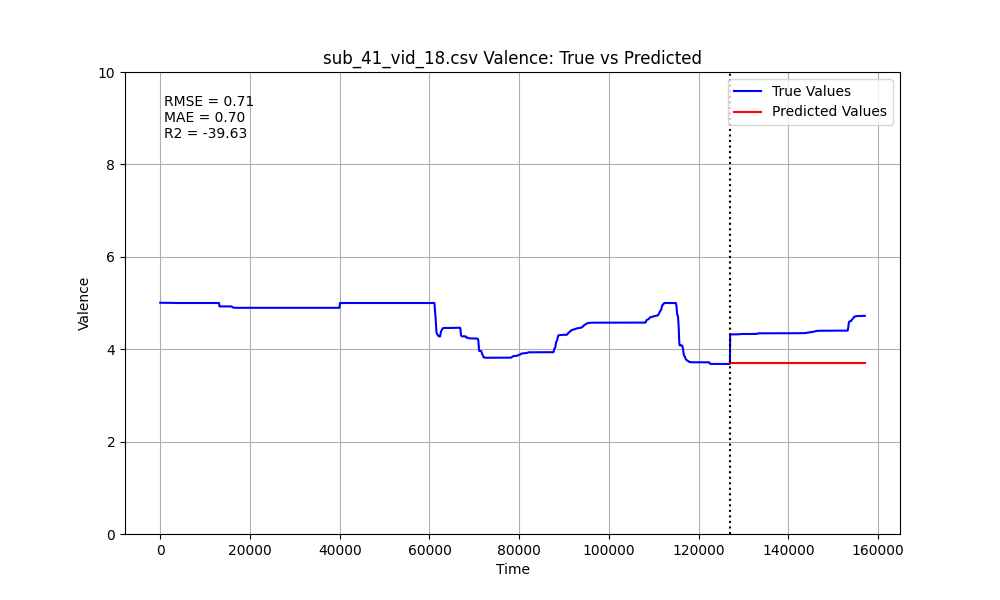 sub_41_vid_18.csv Valence: True vs Predicted
10
8
6
4
2
0
Valence
RMSE = 0.71
MAE = 0.70
R2 = -39.63
True Values
Predicted Values
0 20000 40000 60000 80000 100000 120000 140000 160000
Time